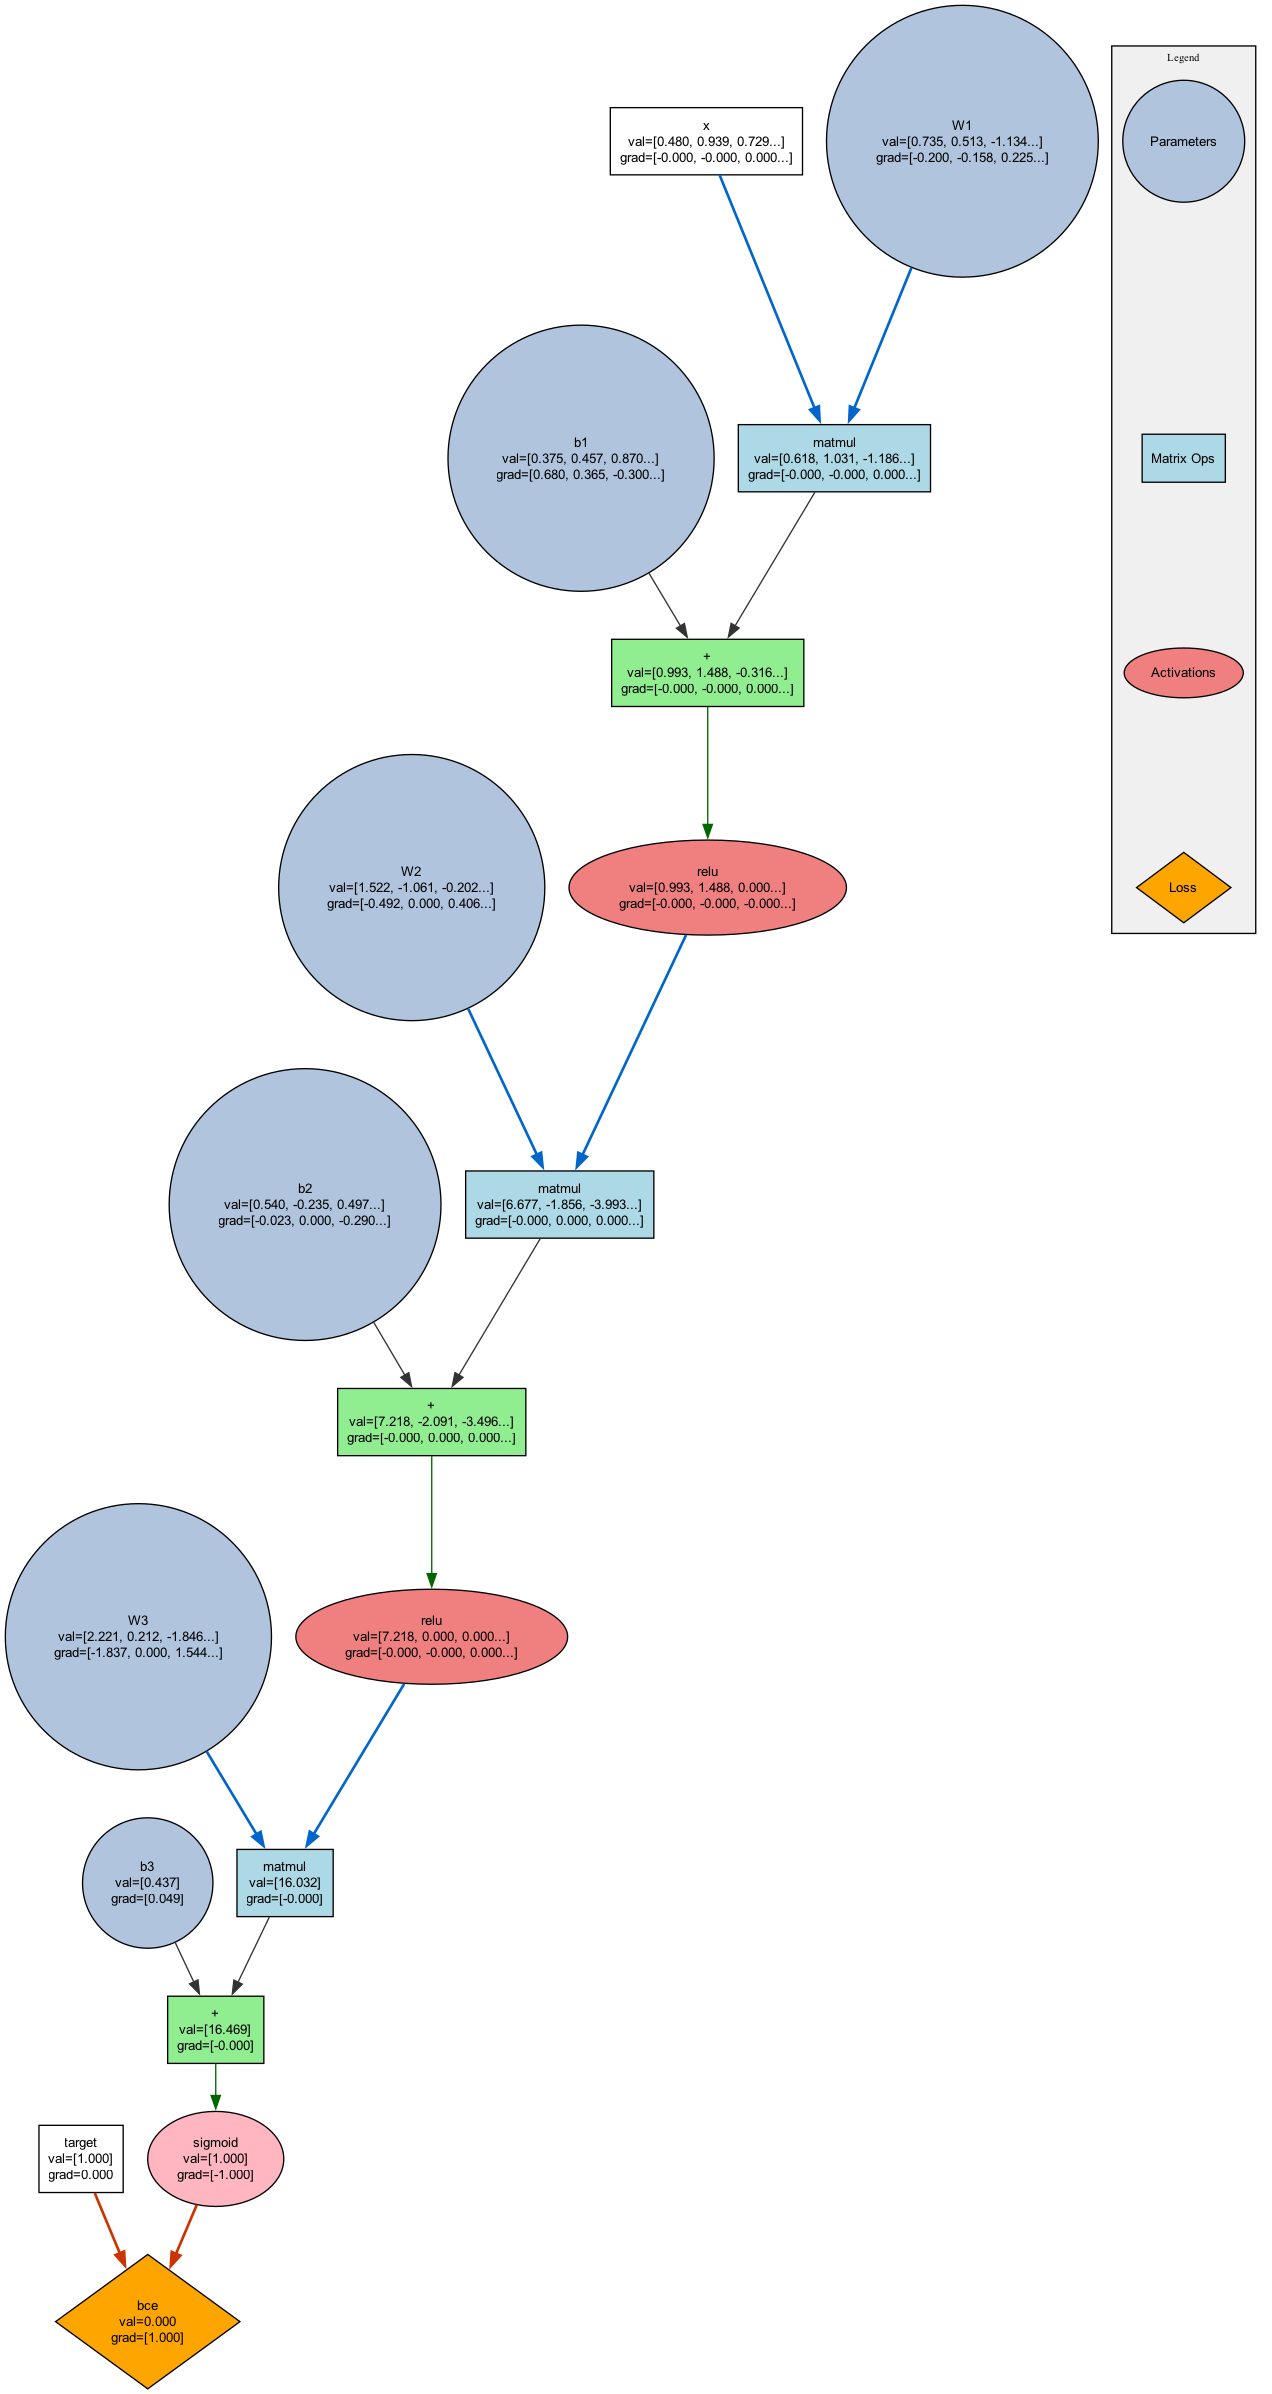 Legend
x
val=[0.480, 0.939, 0.729...]
grad=[-0.000, -0.000, 0.000...]
W1
val=[0.735, 0.513, -1.134...]
grad=[-0.200, -0.158, 0.225...]
Parameters
b1
val=[0.375, 0.457, 0.870...]
grad=[0.680, 0.365, -0.300...]
matmul
val=[0.618, 1.031, -1.186...]
grad=[-0.000, -0.000, 0.000...]
Matrix Ops
+
val=[0.993, 1.488, -0.316...]
grad=[-0.000, -0.000, 0.000...]
Activations
W2
val=[1.522, -1.061, -0.202...]
grad=[-0.492, 0.000, 0.406...]
relu
val=[0.993, 1.488, 0.000...]
grad=[-0.000, -0.000, -0.000...]
Loss
b2
val=[0.540, -0.235, 0.497...]
grad=[-0.023, 0.000, -0.290...]
matmul
val=[6.677, -1.856, -3.993...]
grad=[-0.000, 0.000, 0.000...]
+
val=[7.218, -2.091, -3.496...]
grad=[-0.000, 0.000, 0.000...]
W3
val=[2.221, 0.212, -1.846...]
grad=[-1.837, 0.000, 1.544...]
relu
val=[7.218, 0.000, 0.000...]
grad=[-0.000, -0.000, 0.000...]
b3
val=[0.437]
grad=[0.049]
matmul
val=[16.032]
grad=[-0.000]
+
val=[16.469]
grad=[-0.000]
target
val=[1.000]
grad=0.000
sigmoid
val=[1.000]
grad=[-1.000]
bce
val=0.000
grad=[1.000]